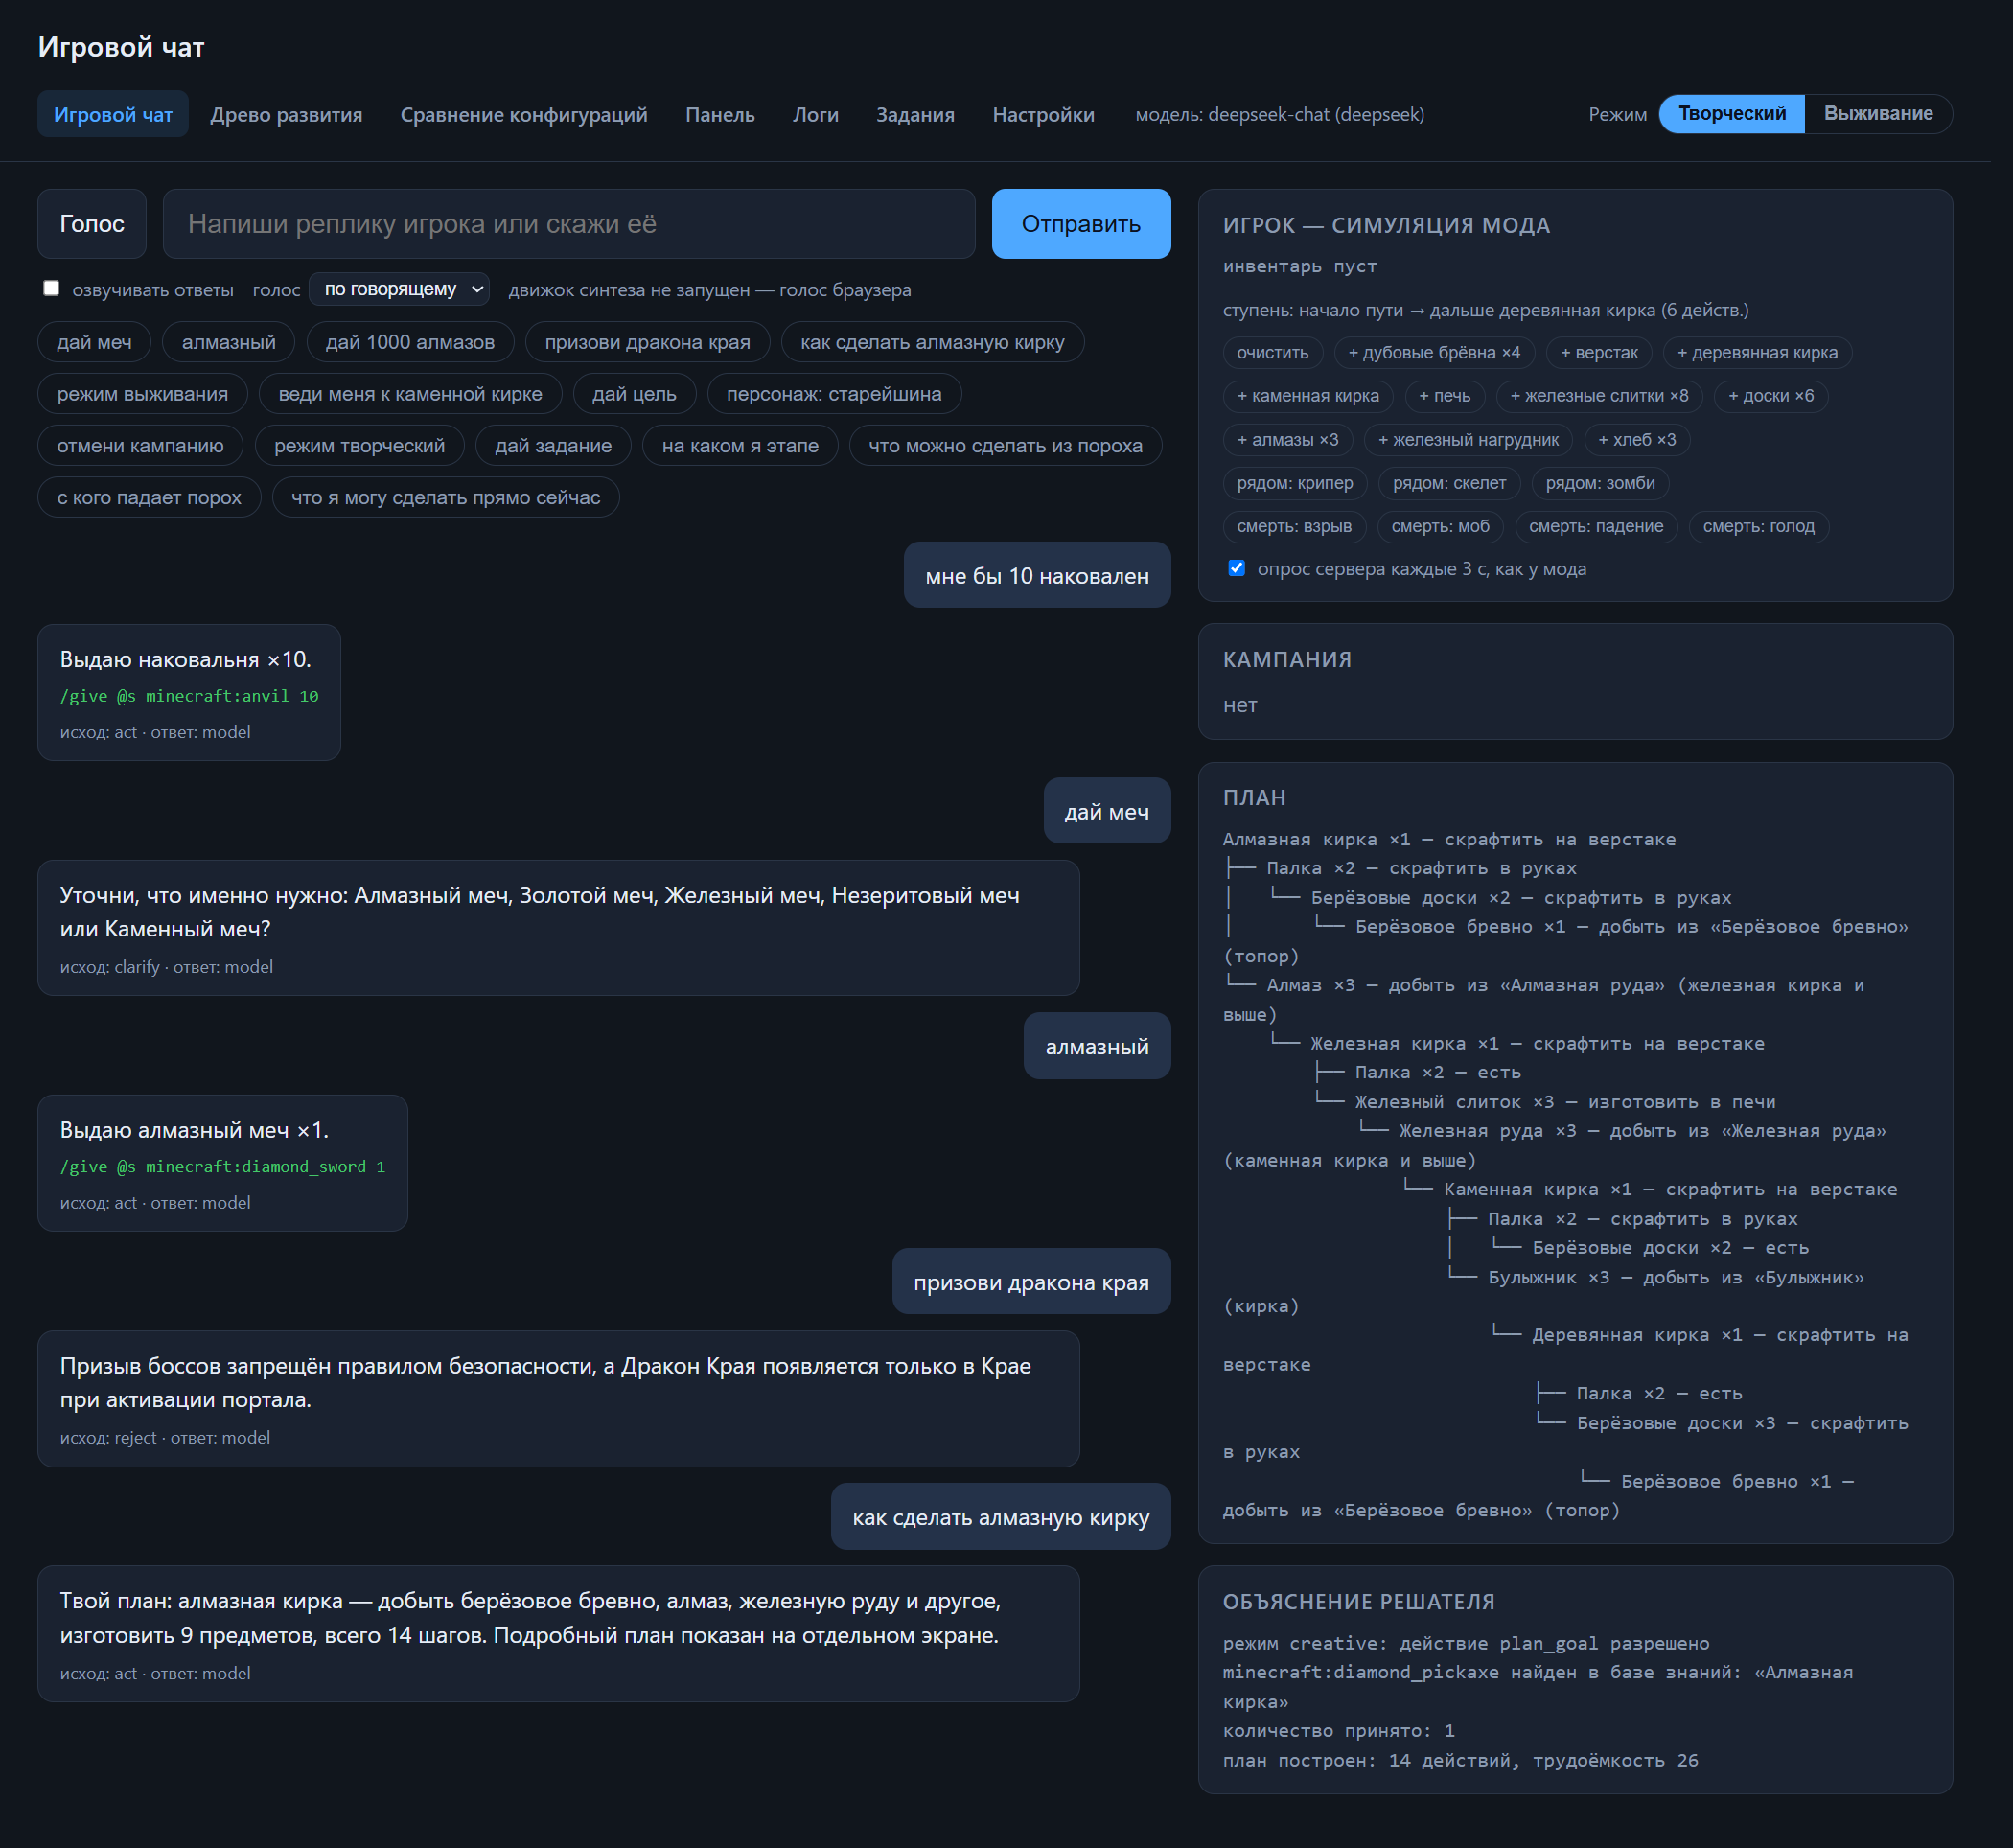 Игровой чат
Игровой чат Древо развития Сравнение конфигураций Панель Логи Задания Настройки модель: deepseek-chat (deepseek) Режим Творческий Выживание
Голос Напиши реплику игрока или скажи её Отправить
озвучивать ответы голос по говорящему движок синтеза не запущен — голос браузера
дай меч алмазный дай 1000 алмазов призови дракона края как сделать алмазную кирку
режим выживания веди меня к каменной кирке дай цель персонаж: старейшина
отмени кампанию режим творческий дай задание на каком я этапе что можно сделать из пороха
с кого падает порох что я могу сделать прямо сейчас
мне бы 10 наковален
Выдаю наковальня ×10.
/give @s minecraft:anvil 10
исход: act · ответ: model
дай меч
Уточни, что именно нужно: Алмазный меч, Золотой меч, Железный меч, Незеритовый меч
или Каменный меч?
исход: clarify · ответ: model
алмазный
Выдаю алмазный меч ×1.
/give @s minecraft:diamond_sword 1
исход: act · ответ: model
призови дракона края
Призыв боссов запрещён правилом безопасности, а Дракон Края появляется только в Крае
при активации портала.
исход: reject · ответ: model
как сделать алмазную кирку
Твой план: алмазная кирка — добыть берёзовое бревно, алмаз, железную руду и другое,
изготовить 9 предметов, всего 14 шагов. Подробный план показан на отдельном экране.
исход: act · ответ: model
ИГРОК — СИМУЛЯЦИЯ МОДА
инвентарь пуст
ступень: начало пути → дальше деревянная кирка (6 действ.)
очистить + дубовые брёвна ×4 + верстак + деревянная кирка
+ каменная кирка + печь + железные слитки ×8 + доски ×6
+ алмазы ×3 + железный нагрудник + хлеб ×3
рядом: крипер рядом: скелет рядом: зомби
смерть: взрыв смерть: моб смерть: падение смерть: голод
опрос сервера каждые 3 с, как у мода
КАМПАНИЯ
нет
ПЛАН
Алмазная кирка ×1 — скрафтить на верстаке
├── Палка ×2 — скрафтить в руках
│   └── Берёзовые доски ×2 — скрафтить в руках
│       └── Берёзовое бревно ×1 — добыть из «Берёзовое бревно»
(топор)
└── Алмаз ×3 — добыть из «Алмазная руда» (железная кирка и
выше)
    └── Железная кирка ×1 — скрафтить на верстаке
        ├── Палка ×2 — есть
        └── Железный слиток ×3 — изготовить в печи
            └── Железная руда ×3 — добыть из «Железная руда»
(каменная кирка и выше)
                └── Каменная кирка ×1 — скрафтить на верстаке
                    ├── Палка ×2 — скрафтить в руках
                    │   └── Берёзовые доски ×2 — есть
                    └── Булыжник ×3 — добыть из «Булыжник»
(кирка)
                        └── Деревянная кирка ×1 — скрафтить на
верстаке
                            ├── Палка ×2 — есть
                            └── Берёзовые доски ×3 — скрафтить
в руках
                                └── Берёзовое бревно ×1 —
добыть из «Берёзовое бревно» (топор)
ОБЪЯСНЕНИЕ РЕШАТЕЛЯ
режим creative: действие plan_goal разрешено
minecraft:diamond_pickaxe найден в базе знаний: «Алмазная
кирка»
количество принято: 1
план построен: 14 действий, трудоёмкость 26